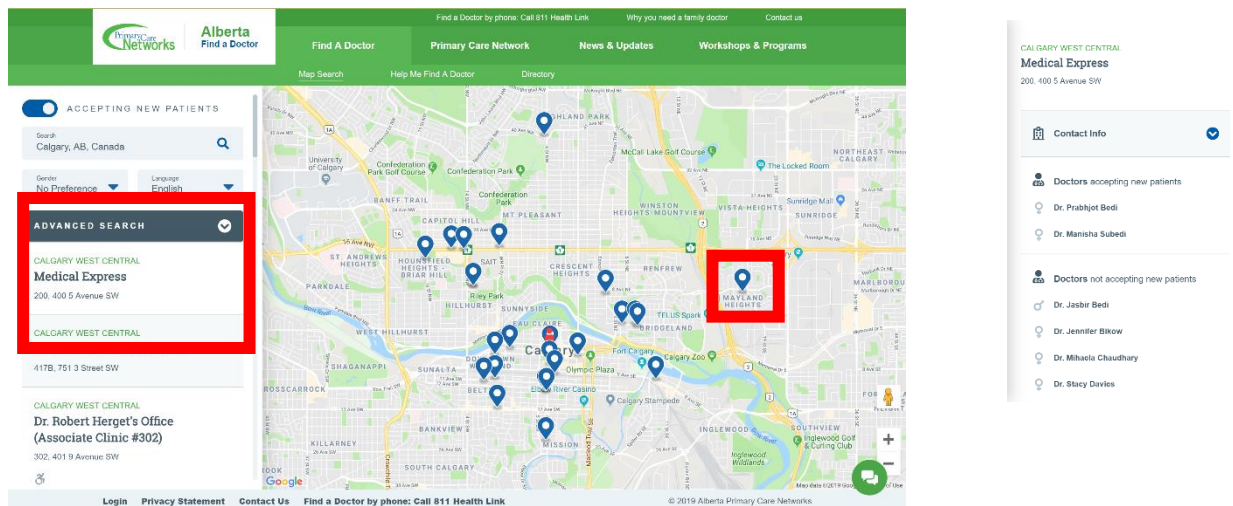 Find a Doctor by phone: Call 811 Health Link
Why you need a family doctor
Contact us
PrimaryCare
Networks
Alberta
Find a Doctor
Find A Doctor
Primary Care Network
News & Updates
Workshops & Programs
Map Search
Help Me Find A Doctor
Directory
ACCEPTING NEW PATIENTS
Search
Calgary, AB, Canada
Gender
No Preference
Language
English
ADVANCED SEARCH
CALGARY WEST CENTRAL
Medical Express
200, 400 5 Avenue SW
CALGARY WEST CENTRAL
417B, 751 3 Street SW
CALGARY WEST CENTRAL
Dr. Robert Herget's Office
(Associate Clinic #302)
302, 401 9 Avenue SW
McCall Lake Golf Course
The Locked Room
NORTHEAST
CALGARY
University
of Calgary
Confederation
Park Golf Course
Confederation Park
Confederation
Park
BANFF TRAIL
CAPITOL HILL
MT PLEASANT
WINSTON
HEIGHTS-MOUNTVIEW
VISTA HEIGHTS
Sunridge Mall
SUNRIDGE
ST. ANDREWS
HEIGHTS
HOUNSFIELD
HEIGHTS -
BRIAR HILL
SAIT
CRESCENT
HEIGHTS
RENFREW
MAYLAND
HEIGHTS
PARKDALE
Riley Park
HILLHURST
SUNNYSIDE
TELUS Spark
WEST HILLHURST
EAU CLAIRE
BRIDGELAND
SHAGANAPPI
SUNALTA
Fort Calgary
Calgary Zoo
Olympic Plaza
ROSSCARROCK
River Casino
Calgary Stampede
BANKVIEW
MISSION
INGLEWOOD
SOUTHVIEW
Inglewood Golf
& Curling Club
Inglewood
Wildlands
KILLARNEY
SOUTH CALGARY
Google
Login
Privacy Statement
Contact Us
Find a Doctor by phone: Call 811 Health Link
© 2019 Alberta Primary Care Networks
CALGARY WEST CENTRAL
Medical Express
200, 400 5 Avenue SW
Contact Info
Doctors accepting new patients
Dr. Prabhjot Bedi
Dr. Manisha Subedi
Doctors not accepting new patients
Dr. Jasbir Bedi
Dr. Jennifer Bikow
Dr. Mihaela Chaudhary
Dr. Stacy Davies